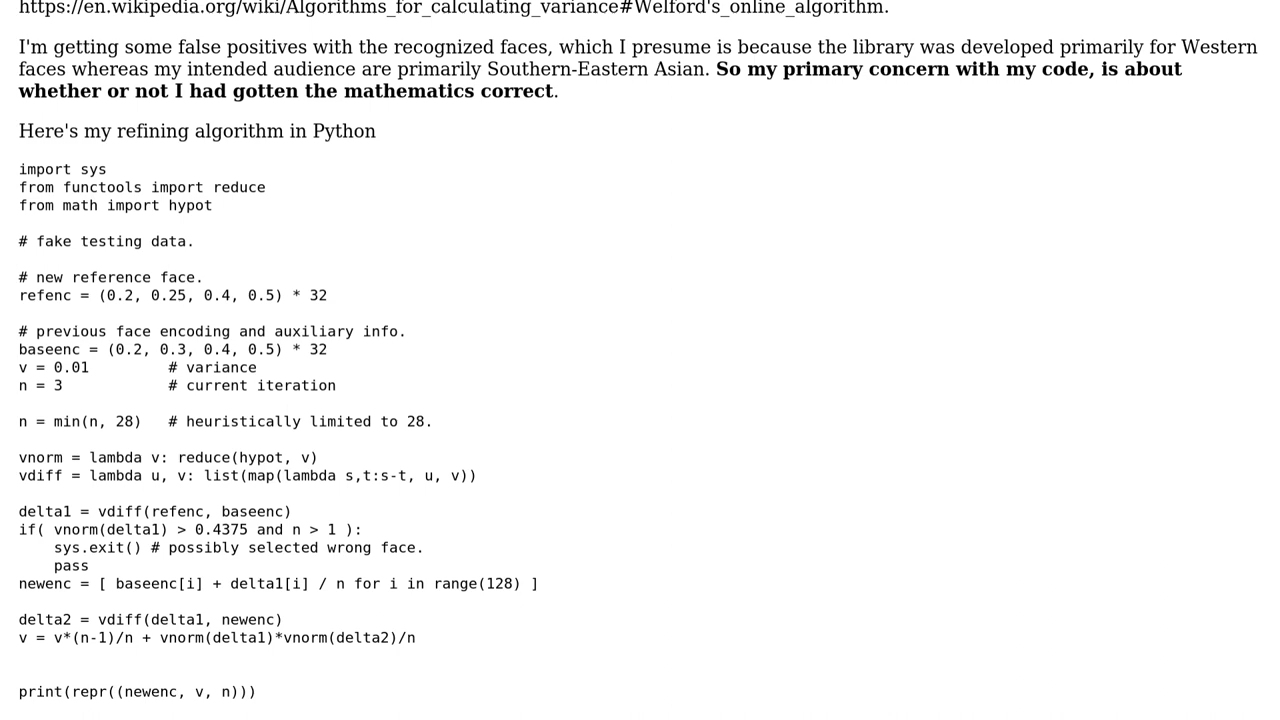 https://en.wikipedia.org/wiki/Algorithms_for_calculating_variance#Welford's_online_algorithm.
I'm getting some false positives with the recognized faces, which I presume is because the library was developed primarily for Western
faces whereas my intended audience are primarily Southern-Eastern Asian. So my primary concern with my code, is about
whether or not I had gotten the mathematics correct.
Here's my refining algorithm in Python
import sys
from functools import reduce
from math import hypot
# fake testing data.
# new reference face.
refenc = (0.2, 0.25, 0.4, 0.5) * 32
# previous face encoding and auxiliary info.
baseenc = (0.2, 0.3, 0.4, 0.5) * 32
v = 0.01         # variance
n = 3            # current iteration
n = min(n, 28)   # heuristically limited to 28.
vnorm = lambda v: reduce(hypot, v)
vdiff = lambda u, v: list(map(lambda s,t:s-t, u, v))
delta1 = vdiff(refenc, baseenc)
if( vnorm(delta1) > 0.4375 and n > 1 ):
    sys.exit() # possibly selected wrong face.
    pass
newenc = [ baseenc[i] + delta1[i] / n for i in range(128) ]
delta2 = vdiff(delta1, newenc)
v = v*(n-1)/n + vnorm(delta1)*vnorm(delta2)/n
print(repr((newenc, v, n)))